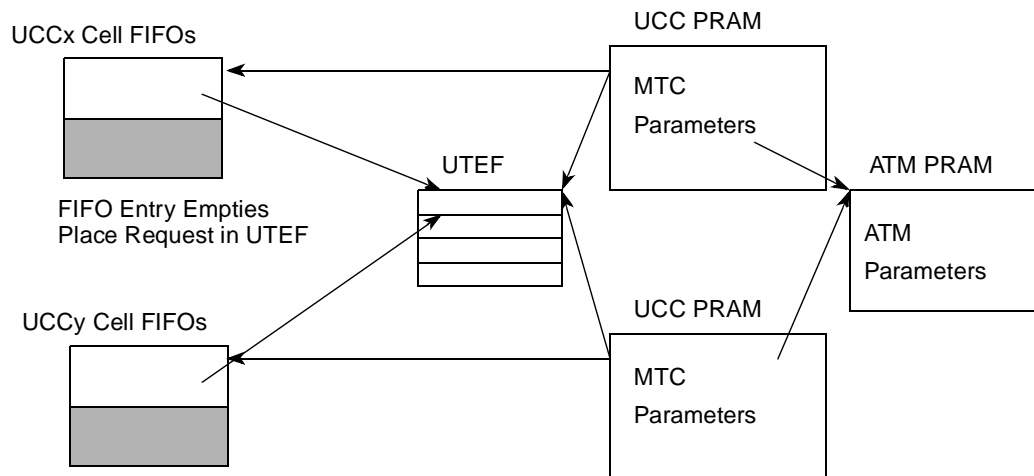 UCC PRAM
UCCx Cell FIFOs
MTC
Parameters
UTEF
ATM PRAM
FIFO Entry Empties
Place Request in UTEF
ATM
Parameters
UCC PRAM
UCCy Cell FIFOs
MTC
Parameters